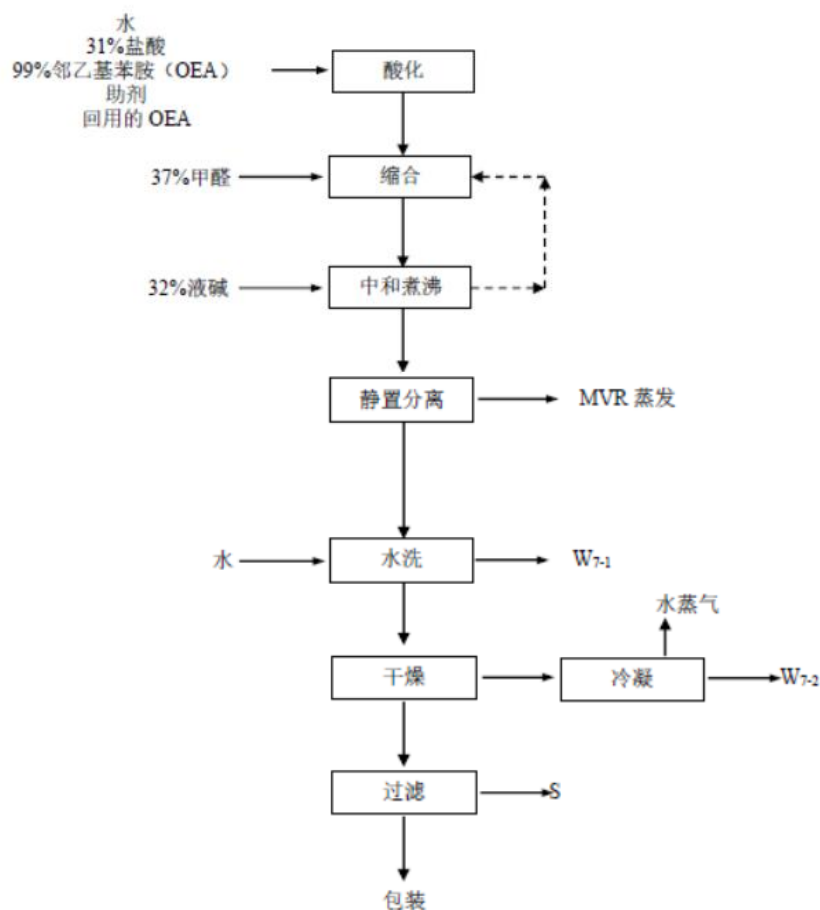 水
31%盐酸
99%邻乙基苯胺（OEA）
助剂
回用的 OEA
酸化
37%甲醛
缩合
32%液碱
中和煮沸
静置分离
MVR 蒸发
水
水洗
W7-1
水蒸气
干燥
冷凝
W7-2
过滤
S
包装